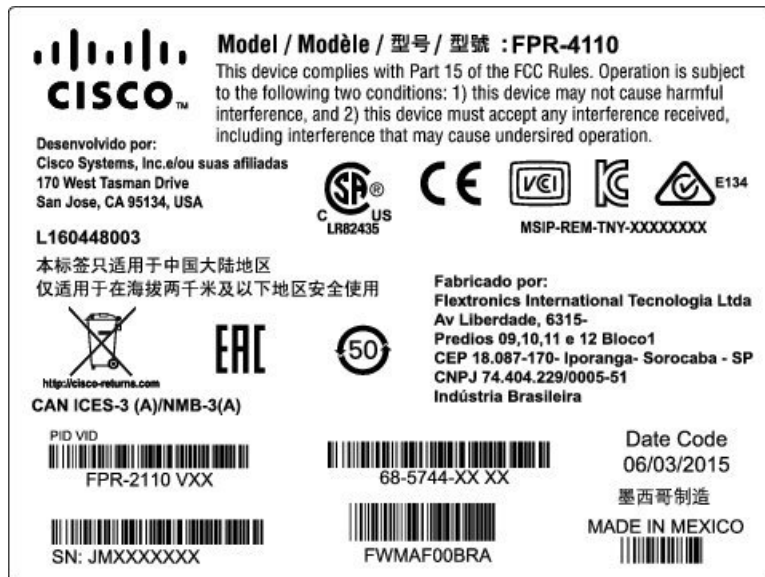 CISCO™
Model / Modèle / 型号 / 型號 : FPR-4110
This device complies with Part 15 of the FCC Rules. Operation is subject
to the following two conditions: 1) this device may not cause harmful
interference, and 2) this device must accept any interference received,
including interference that may cause undersired operation.
Desenvolvido por:
Cisco Systems, Inc.e/ou suas afiliadas
170 West Tasman Drive
San Jose, CA 95134, USA
L160448003
SA®
C US
LR82435
CE
VCI
E134
MSIP-REM-TNY-XXXXXXXX
本标签只适用于中国大陆地区
仅适用于在海拔两千米及以下地区安全使用
http://cisco-returns.com
EAC
50
CAN ICES-3 (A)/NMB-3(A)
Fabricado por:
Flextronics International Tecnologia Ltda
Av Liberdade, 6315-
Predios 09,10,11 e 12 Bloco1
CEP 18.087-170- Iporanga- Sorocaba - SP
CNPJ 74.404.229/0005-51
Indústria Brasileira
PID VID
FPR-2110 VXX
68-5744-XX XX
SN: JMXXXXXXX
FWMAF00BRA
Date Code
06/03/2015
墨西哥制造
MADE IN MEXICO